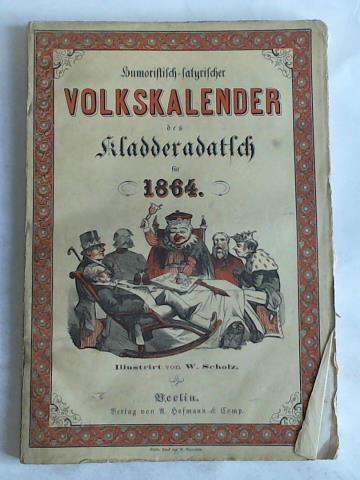 Humoristisch-satyrischer
VOLKSKALENDER
des
Kladderadatsch
für
1864.
Illustrirt von W. Scholz.
Berlin.
Verlag von A. Hofmann & Comp.